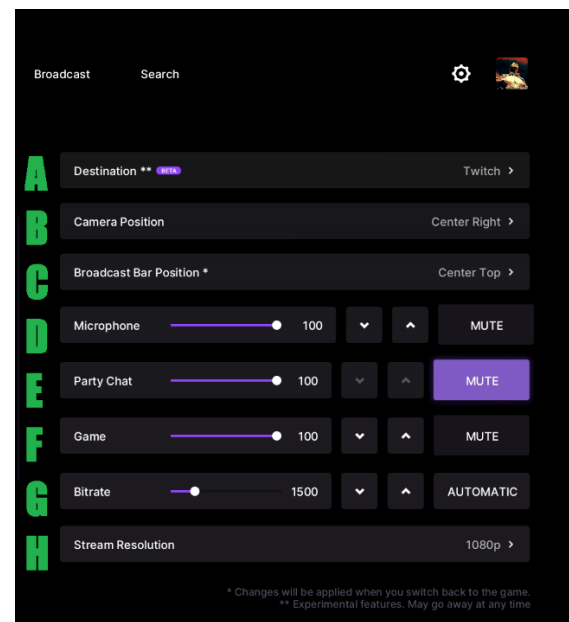 Broadcast Search
A Destination ** BETA Twitch >
B Camera Position Center Right >
C Broadcast Bar Position * Center Top >
D Microphone 100 MUTE
E Party Chat 100 MUTE
F Game 100 MUTE
G Bitrate 1500 AUTOMATIC
H Stream Resolution 1080p >
* Changes will be applied when you switch back to the game.
** Experimental features. May go away at any time